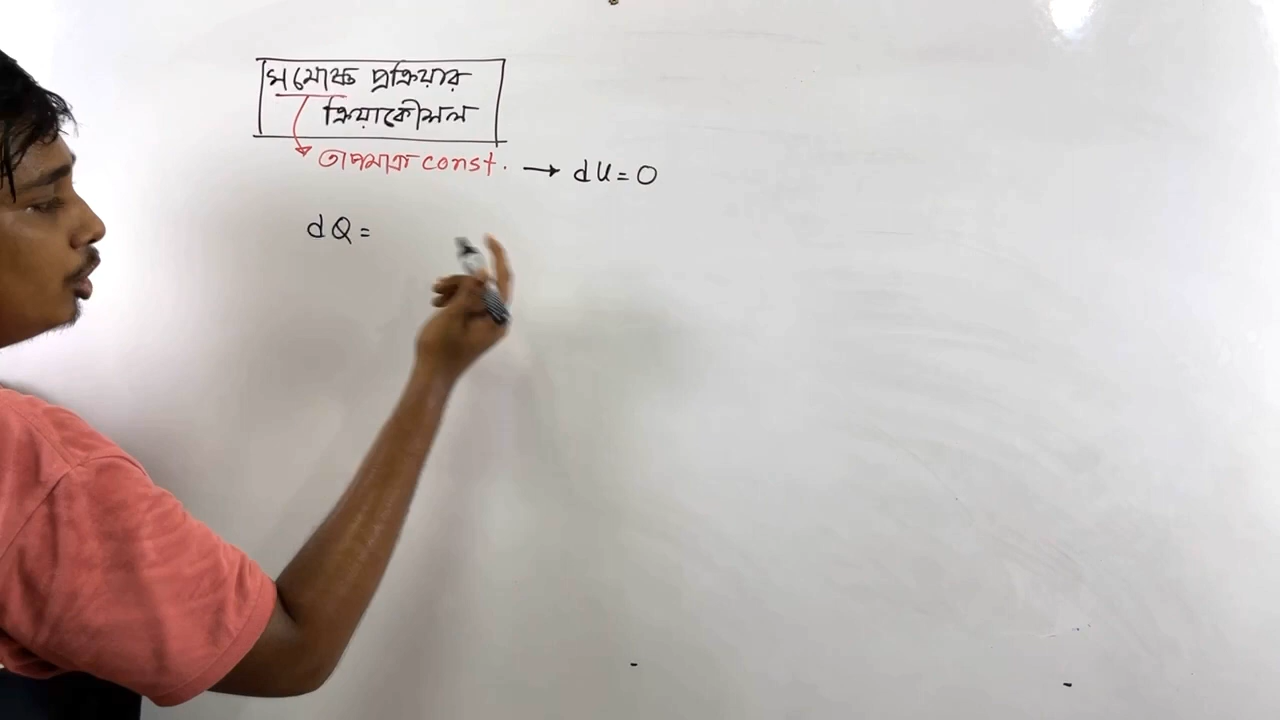 সমোষ্ণ প্রক্রিয়ার
ক্রিয়াকৌশল
তাপমাত্রা const. → dU = 0
dQ =